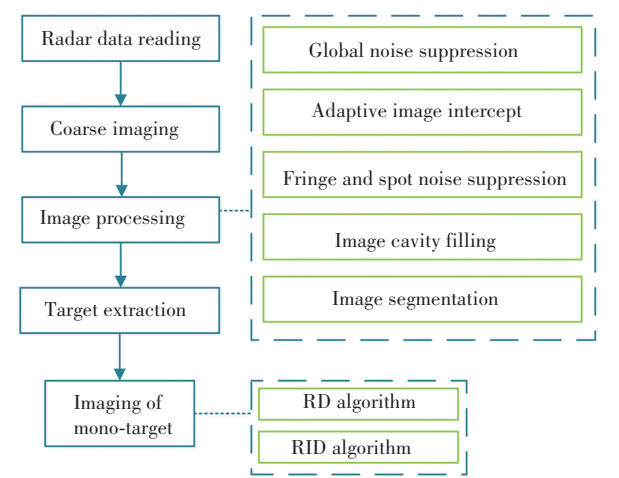 Radar data reading
Coarse imaging
Image processing
Target extraction
Imaging of
mono-target
Global noise suppression
Adaptive image intercept
Fringe and spot noise suppression
Image cavity filling
Image segmentation
RD algorithm
RID algorithm